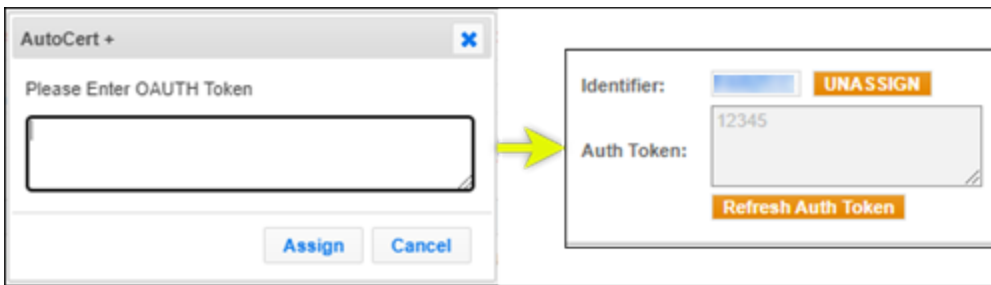 AutoCert +
Please Enter OAUTH Token
Assign Cancel
Identifier: UNASSIGN
12345
Auth Token:
Refresh Auth Token